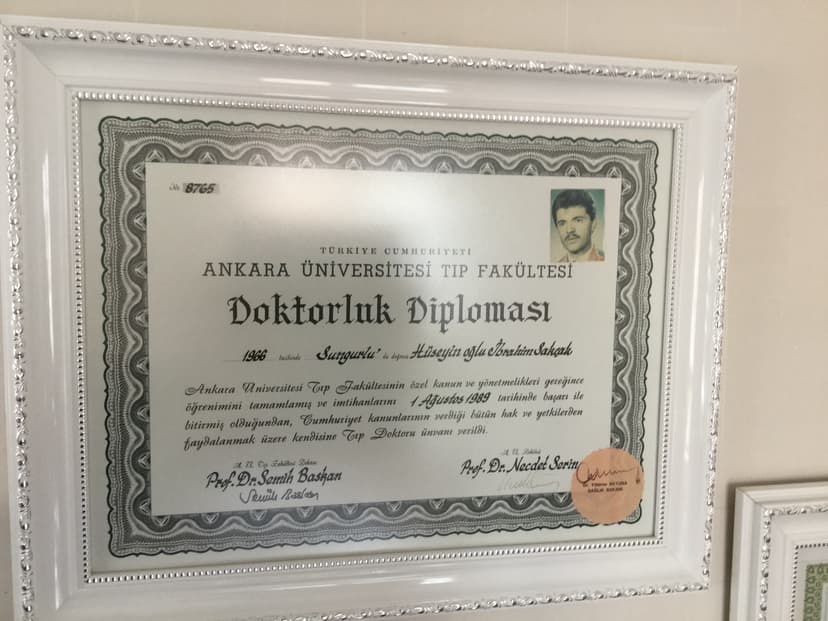 No 8765
TÜRKİYE CUMHURİYETİ
ANKARA ÜNİVERSİTESİ TIP FAKÜLTESİ
Doktorluk Diploması
1966 tarihinde Sungurlu' da doğan Hüseyin oğlu İbrahim Sakçak
Ankara Üniversitesi Tıp Fakültesinin özel kanun ve yönetmelikleri gereğince
öğrenimini tamamlamış ve imtihanlarını 1 Ağustos 1989 tarihinde başarı ile
bitirmiş olduğundan, Cumhuriyet kanunlarının verdiği bütün hak ve yetkilerden
faydalanmak üzere kendisine Tıp Doktoru ünvanı verildi.
A. Ü. Tıp Fakültesi Dekanı
Prof. Dr. Semih Baskan
A. Ü. Rektörü
Prof. Dr. Necdet Serin
SAĞLIK BAKANI